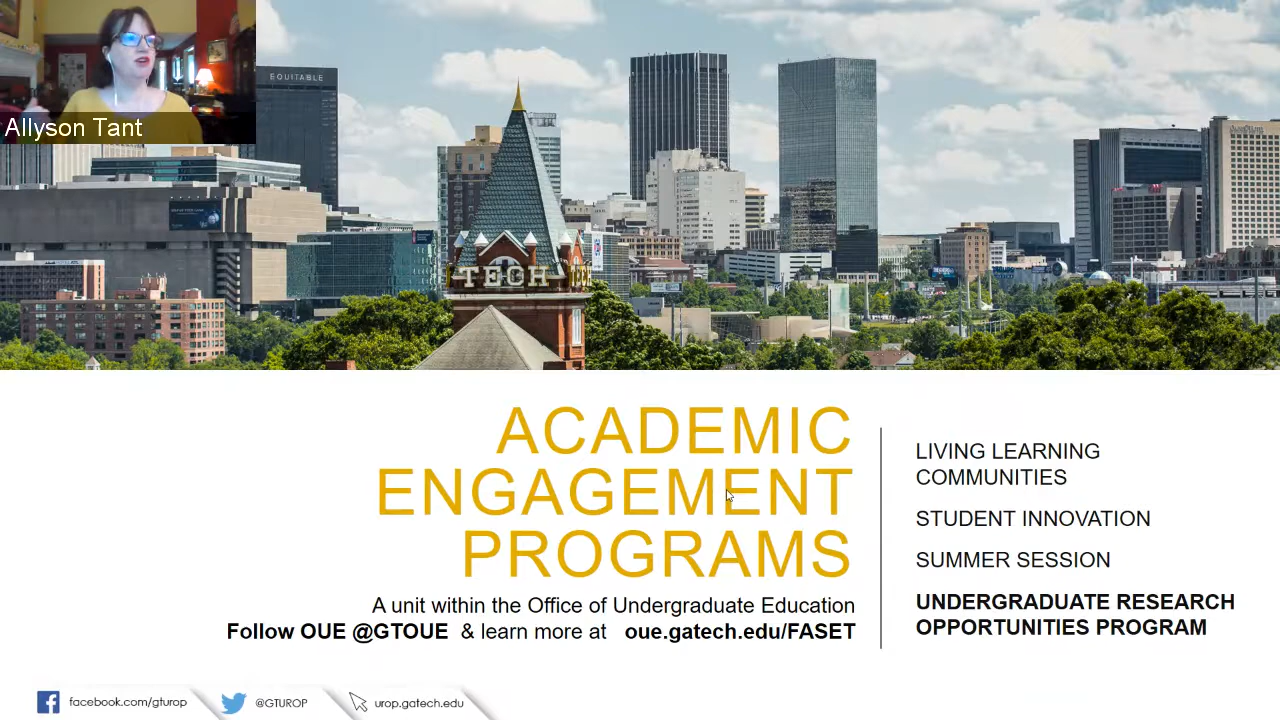 Allyson Tant
EQUITABLE
TECH
ACADEMIC
ENGAGEMENT
PROGRAMS
A unit within the Office of Undergraduate Education
Follow OUE @GTOUE & learn more at oue.gatech.edu/FASET
LIVING LEARNING
COMMUNITIES
STUDENT INNOVATION
SUMMER SESSION
UNDERGRADUATE RESEARCH
OPPORTUNITIES PROGRAM
facebook.com/gturop
@GTUROP
urop.gatech.edu